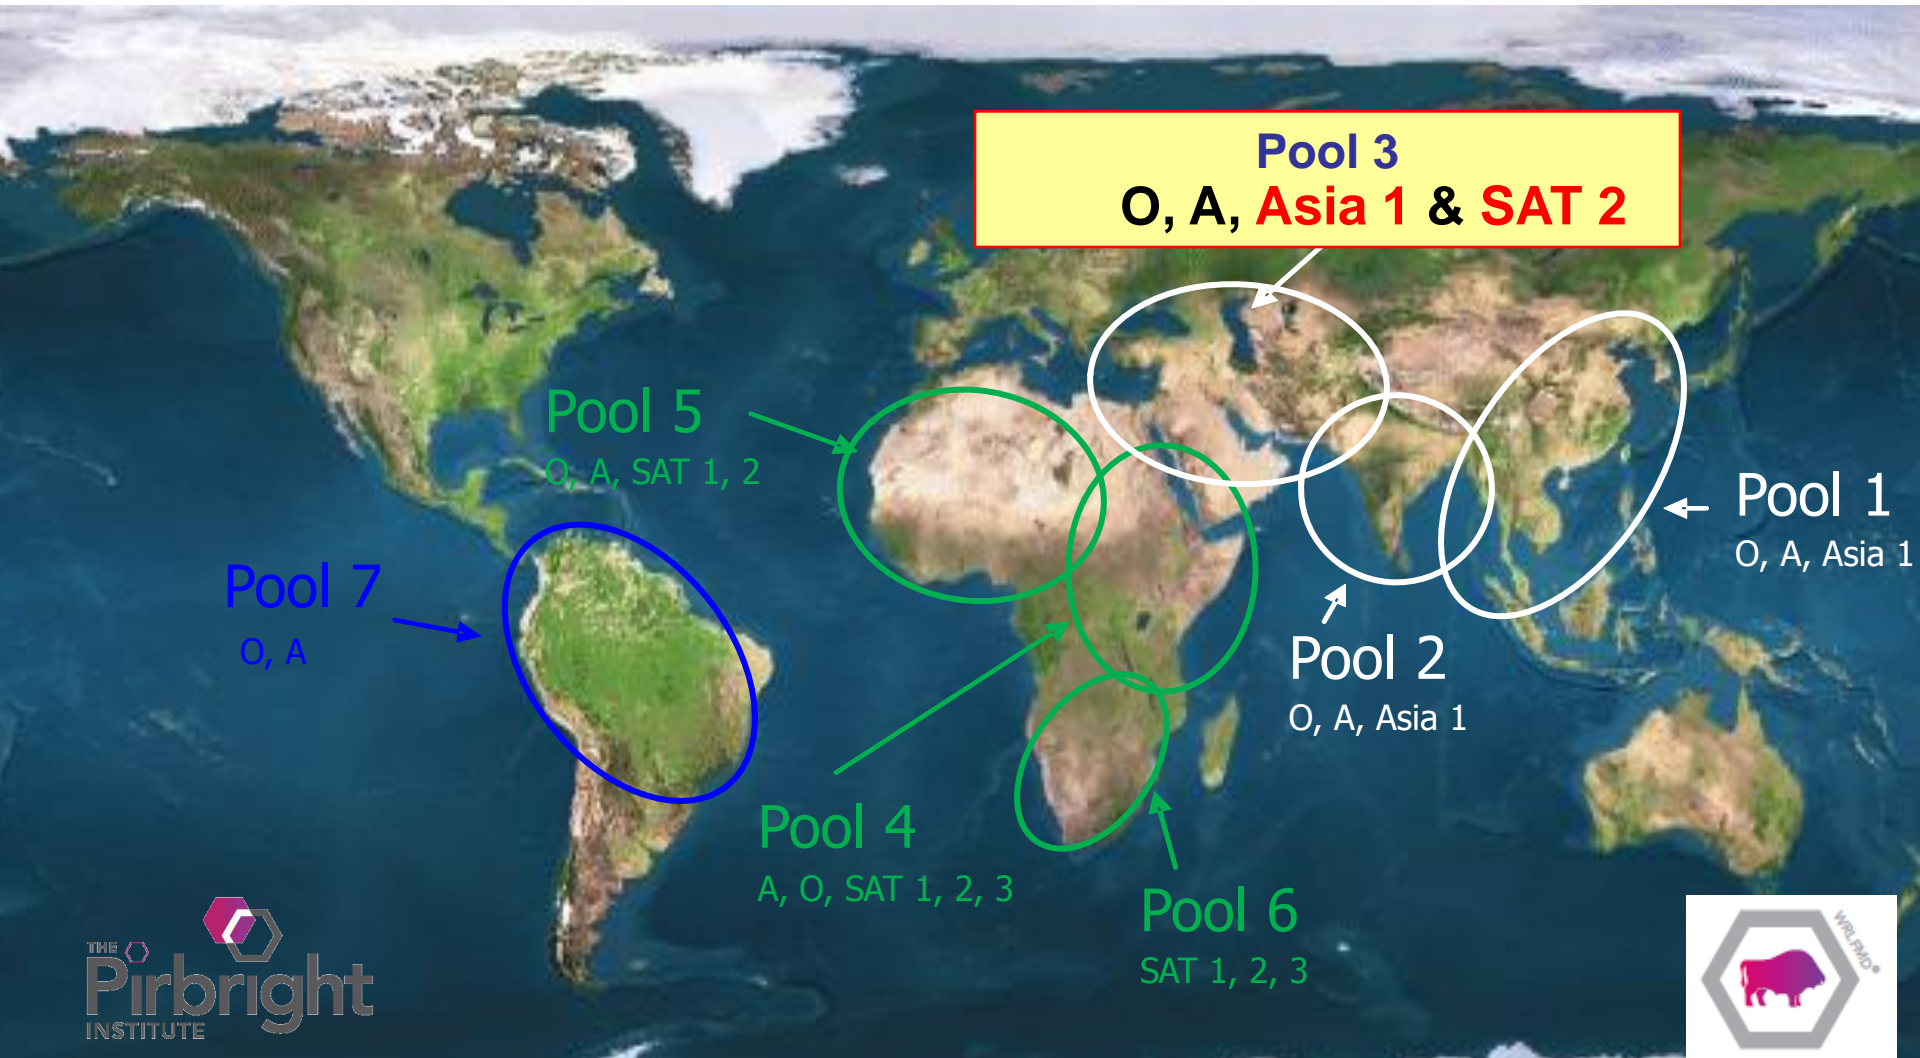 Pool 3
O, A, Asia 1 & SAT 2
Pool 5
O, A, SAT 1, 2
Pool 1
O, A, Asia 1
Pool 7
O, A
Pool 2
O, A, Asia 1
Pool 4
A, O, SAT 1, 2, 3
Pool 6
SAT 1, 2, 3
THE
Pirbright
INSTITUTE
WRLFMD®